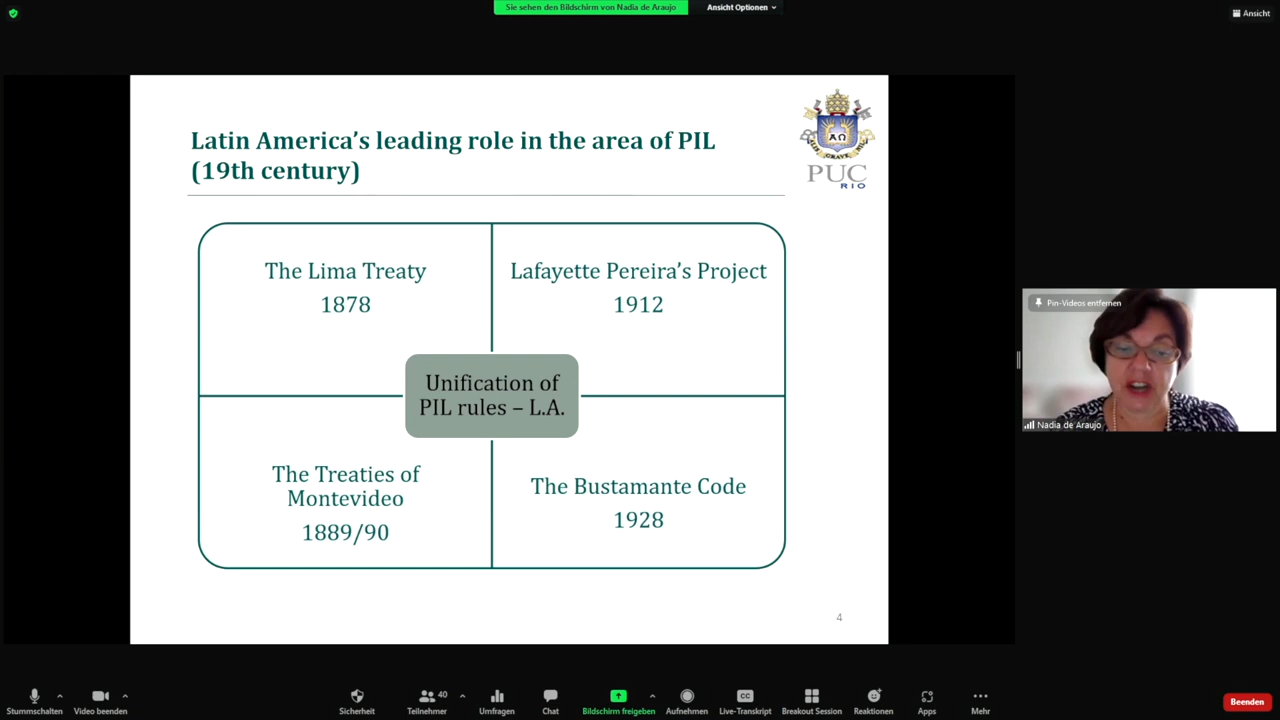 Sie sehen den Bildschirm von Nadia de Araujo
Ansicht Optionen
Ansicht
Latin America's leading role in the area of PIL
(19th century)
PUC
RIO
The Lima Treaty
1878
Lafayette Pereira's Project
1912
Unification of
PIL rules – L.A.
The Treaties of
Montevideo
1889/90
The Bustamante Code
1928
4
Pin-Videos entfernen
Nadia de Araujo
Stummschalten
Video beenden
Sicherheit
40
Teilnehmer
Umfragen
Chat
Bildschirm freigeben
Aufnehmen
CC
Live-Transkript
Breakout Session
Reaktionen
Apps
Mehr
Beenden